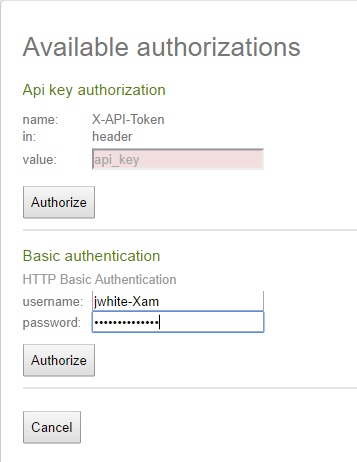 Available authorizations
Api key authorization
name: X-API-Token
in: header
value: api_key
Authorize
Basic authentication
HTTP Basic Authentication
username: jwhite-Xam
password: ••••••••••••••
Authorize
Cancel